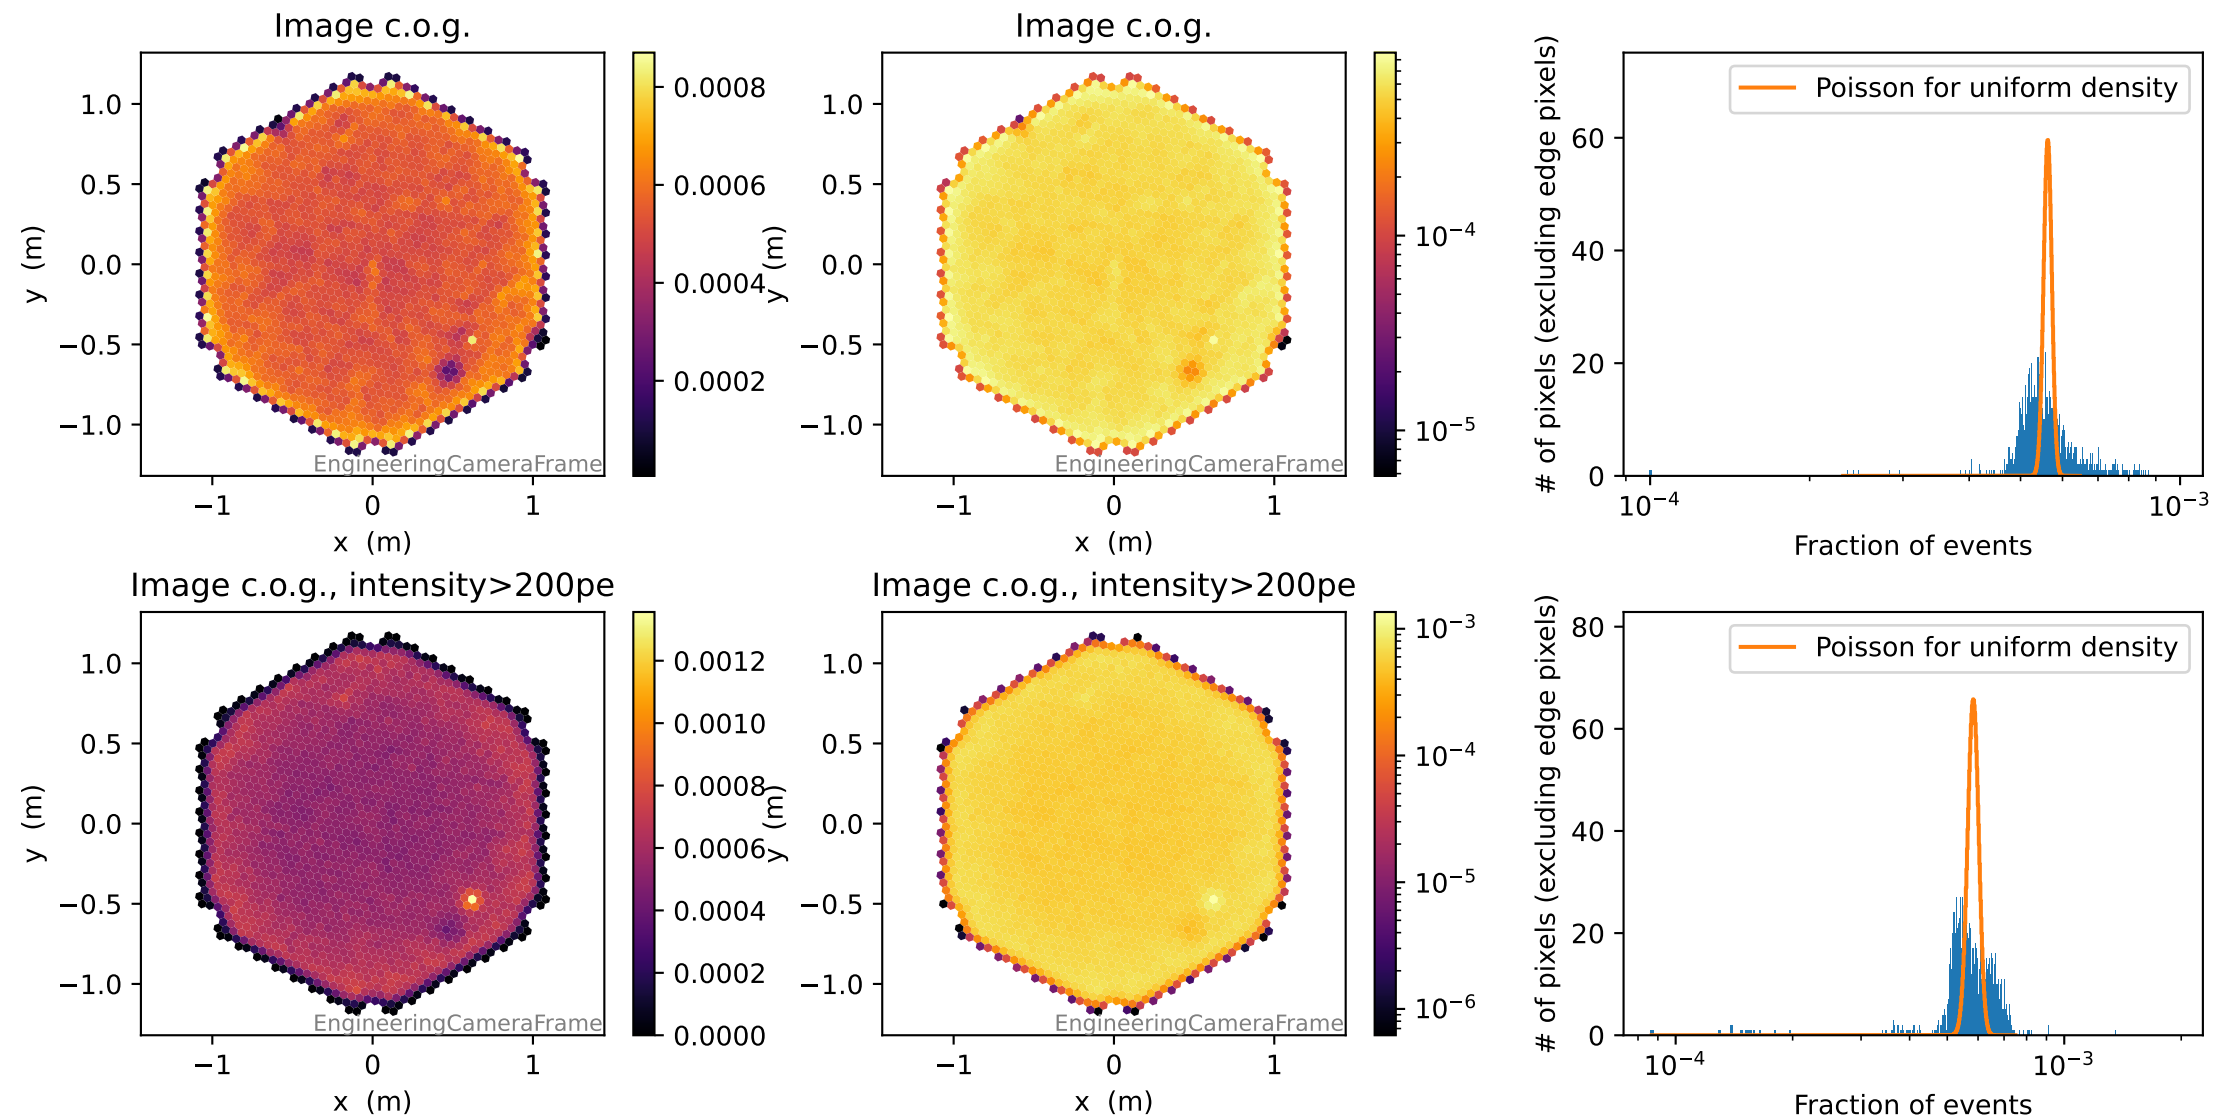 Image c.o.g.
1.0
0.5
0.0
−0.5
−1.0
y (m)
−1
0
1
x (m)
EngineeringCameraFrame
0.0008
0.0006
0.0004
0.0002
Image c.o.g.
1.0
0.5
0.0
−0.5
−1.0
y (m)
−1
0
1
x (m)
EngineeringCameraFrame
10⁻⁴
10⁻⁵
# of pixels (excluding edge pixels)
60
40
20
0
Poisson for uniform density
10⁻⁴
10⁻³
Fraction of events
Image c.o.g., intensity>200pe
1.0
0.5
0.0
−0.5
−1.0
y (m)
−1
0
1
x (m)
EngineeringCameraFrame
0.0012
0.0010
0.0008
0.0006
0.0004
0.0002
0.0000
Image c.o.g., intensity>200pe
1.0
0.5
0.0
−0.5
−1.0
y (m)
−1
0
1
x (m)
EngineeringCameraFrame
10⁻³
10⁻⁴
10⁻⁵
10⁻⁶
# of pixels (excluding edge pixels)
80
60
40
20
0
Poisson for uniform density
10⁻⁴
10⁻³
Fraction of events